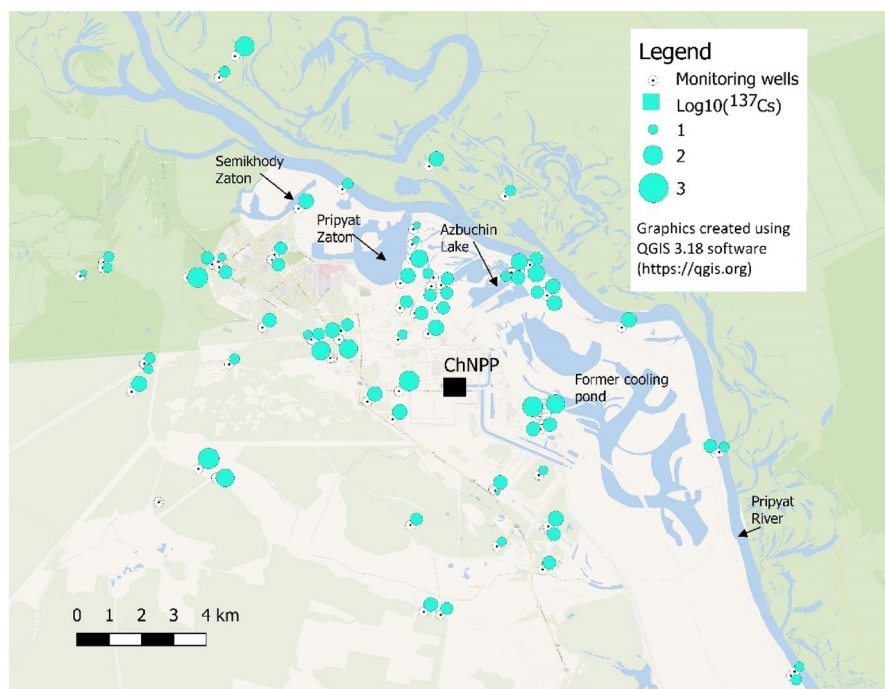 Legend
Monitoring wells
Log10(¹³⁷Cs)
1
2
3
Graphics created using
QGIS 3.18 software
(https://qgis.org)
Semikhody
Zaton
Pripyat
Zaton
Azbuchin
Lake
ChNPP
Former cooling
pond
Pripyat
River
0 1 2 3 4 km